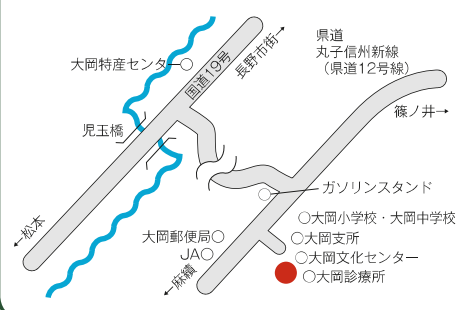 県道
丸子信州新線
（県道12号線）
大岡特産センター
国道19号
長野市街→
篠ノ井→
児玉橋
ガソリンスタンド
大岡小学校・大岡中学校
←松本
大岡郵便局
大岡支所
JA
大岡文化センター
←麻績
大岡診療所